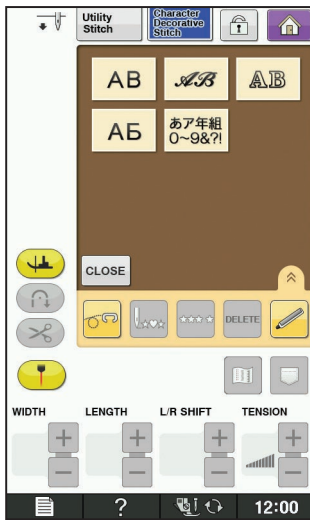 Utility
Stitch
Character
Decorative
Stitch
AB
AB
AB
АБ
あア年組
0~9&?!
CLOSE
DELETE
WIDTH
LENGTH
L/R SHIFT
TENSION
+
+
+
+
−
−
−
−
?
12:00